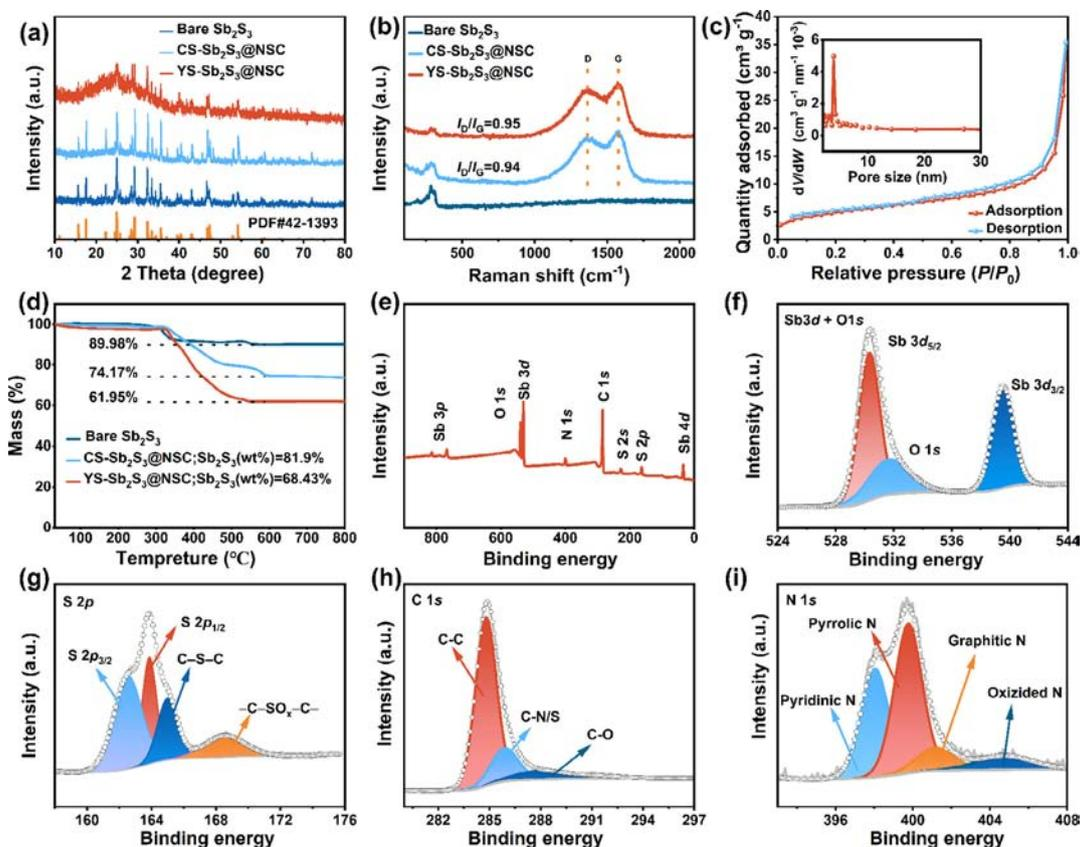 (a)
Bare Sb₂S₃
CS-Sb₂S₃@NSC
YS-Sb₂S₃@NSC
PDF#42-1393
Intensity (a.u.)
10 20 30 40 50 60 70 80
2 Theta (degree)
(b)
Bare Sb₂S₃
CS-Sb₂S₃@NSC
YS-Sb₂S₃@NSC
D G
I_D/I_G=0.95
I_D/I_G=0.94
Intensity (a.u.)
500 1000 1500 2000
Raman shift (cm⁻¹)
(c)
Quantity adsorbed (cm³ g⁻¹)
40
35
30
25
20
15
10
5
0
dV/dW (cm³ g⁻¹ nm⁻¹ 10⁻³)
6
4
2
0
10 20 30
Pore size (nm)
Adsorption
Desorption
0.0 0.2 0.4 0.6 0.8 1.0
Relative pressure (P/P₀)
(d)
Mass (%)
100
80
60
40
20
0
89.98%
74.17%
61.95%
Bare Sb₂S₃
CS-Sb₂S₃@NSC;Sb₂S₃(wt%)=81.9%
YS-Sb₂S₃@NSC;Sb₂S₃(wt%)=68.43%
0 100 200 300 400 500 600 700 800
Tempreture (℃)
(e)
Intensity (a.u.)
Sb 3p
O 1s
Sb 3d
N 1s
C 1s
S 2s
S 2p
Sb 4d
800 600 400 200 0
Binding energy
(f)
Sb3d + O1s
Sb 3d₅/₂
Sb 3d₃/₂
O 1s
Intensity (a.u.)
524 528 532 536 540 544
Binding energy
(g)
S 2p
S 2p₁/₂
S 2p₃/₂
C–S–C
–C–SOₓ–C–
Intensity (a.u.)
160 164 168 172 176
Binding energy
(h)
C 1s
C-C
C-N/S
C-O
Intensity (a.u.)
282 285 288 291 294 297
Binding energy
(i)
N 1s
Pyrrolic N
Graphitic N
Pyridinic N
Oxizided N
Intensity (a.u.)
396 400 404 408
Binding energy